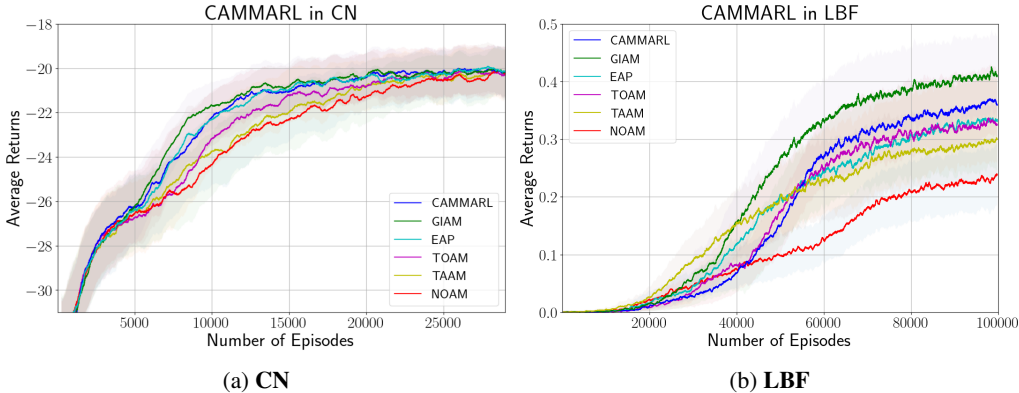 CAMMARL in CN
−18
−20
−22
−24
−26
−28
−30
Average Returns
5000
10000
15000
20000
25000
Number of Episodes
CAMMARL
GIAM
EAP
TOAM
TAAM
NOAM
(a) CN
CAMMARL in LBF
0.5
0.4
0.3
0.2
0.1
0.0
Average Returns
20000
40000
60000
80000
100000
Number of Episodes
CAMMARL
GIAM
EAP
TOAM
TAAM
NOAM
(b) LBF